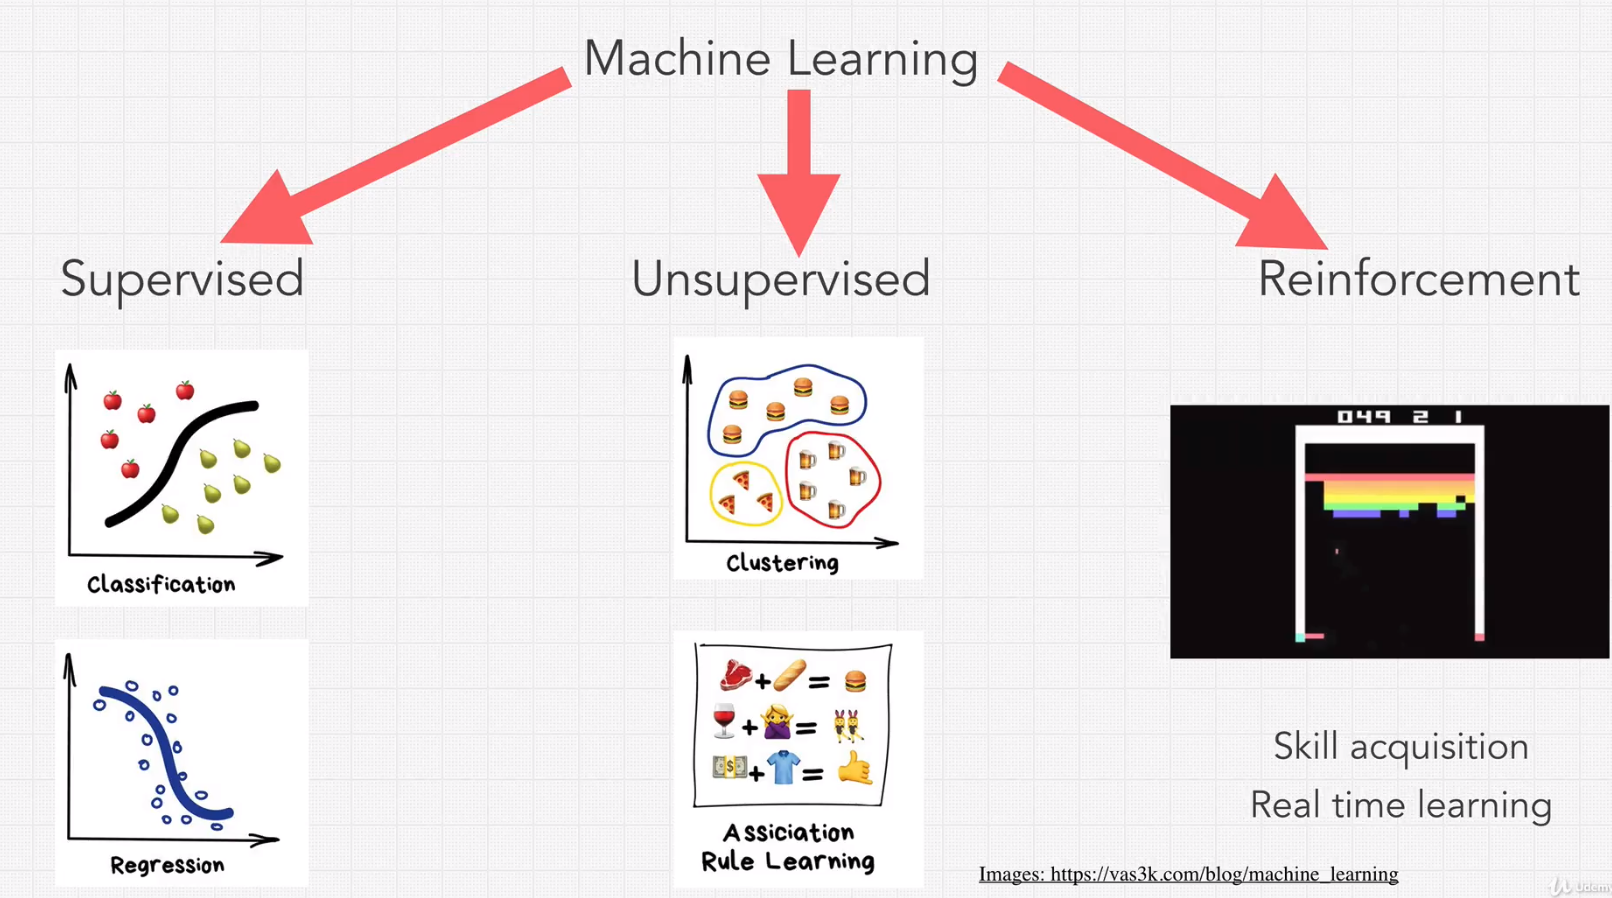 Machine Learning
Supervised
Unsupervised
Reinforcement
Classification
Regression
Clustering
Assiciation
Rule Learning
049 2 1
Skill acquisition
Real time learning
Images: https://vas3k.com/blog/machine_learning
Udemy